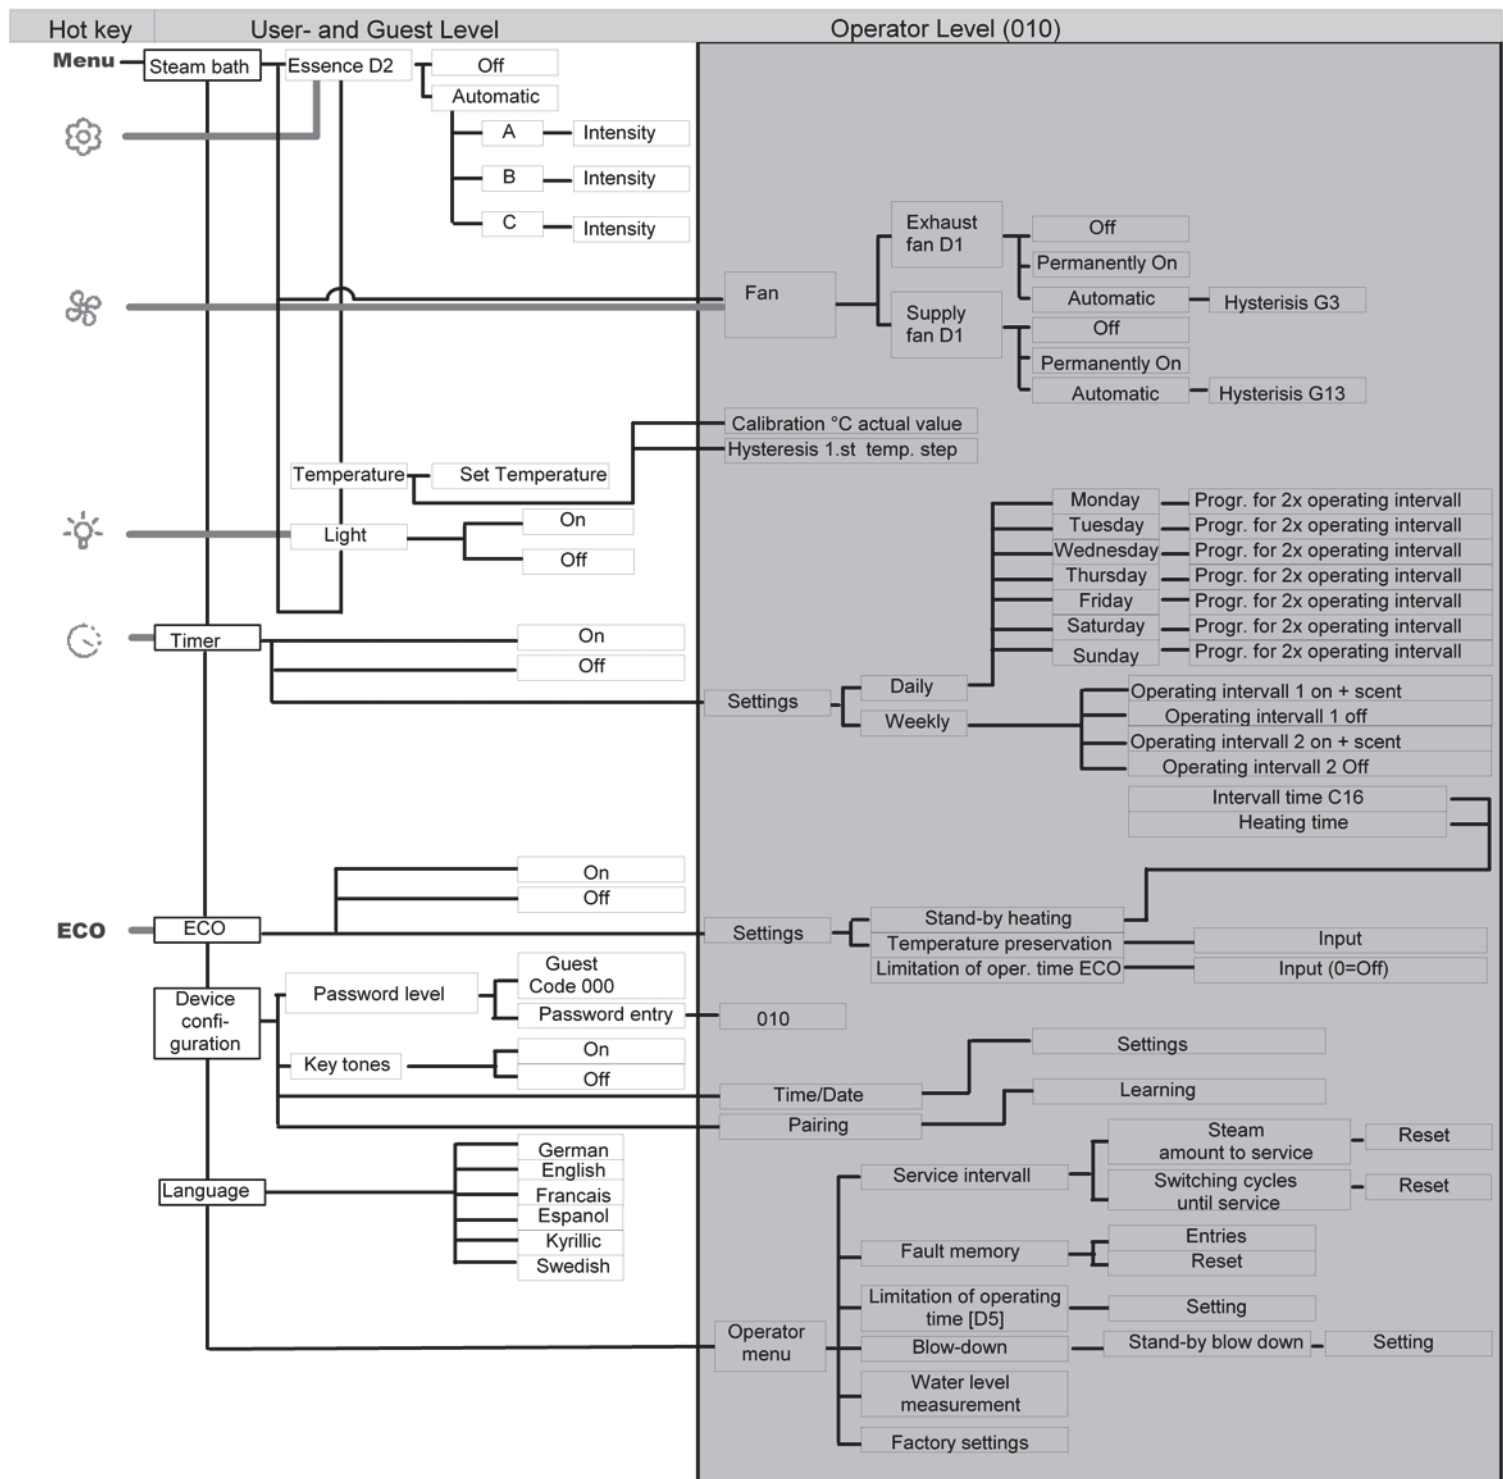 Hot key
User- and Guest Level
Operator Level (010)
Menu
Steam bath
Essence D2
Off
Automatic
A
Intensity
B
Intensity
C
Intensity
Fan
Exhaust
fan D1
Off
Permanently On
Automatic
Hysterisis G3
Supply
fan D1
Off
Permanently On
Automatic
Hysterisis G13
Calibration °C actual value
Hysteresis 1.st temp. step
Temperature
Set Temperature
Light
On
Off
Monday
Progr. for 2x operating intervall
Tuesday
Progr. for 2x operating intervall
Wednesday
Progr. for 2x operating intervall
Thursday
Progr. for 2x operating intervall
Friday
Progr. for 2x operating intervall
Saturday
Progr. for 2x operating intervall
Sunday
Progr. for 2x operating intervall
Timer
On
Off
Settings
Daily
Weekly
Operating intervall 1 on + scent
Operating intervall 1 off
Operating intervall 2 on + scent
Operating intervall 2 Off
Intervall time C16
Heating time
On
Off
ECO
ECO
Settings
Stand-by heating
Temperature preservation
Input
Limitation of oper. time ECO
Input (0=Off)
Device
confi-
guration
Password level
Guest
Code 000
Password entry
010
Key tones
On
Off
Time/Date
Settings
Pairing
Learning
Language
German
English
Francais
Espanol
Kyrillic
Swedish
Operator
menu
Service intervall
Steam
amount to service
Reset
Switching cycles
until service
Reset
Fault memory
Entries
Reset
Limitation of operating
time [D5]
Setting
Blow-down
Stand-by blow down
Setting
Water level
measurement
Factory settings